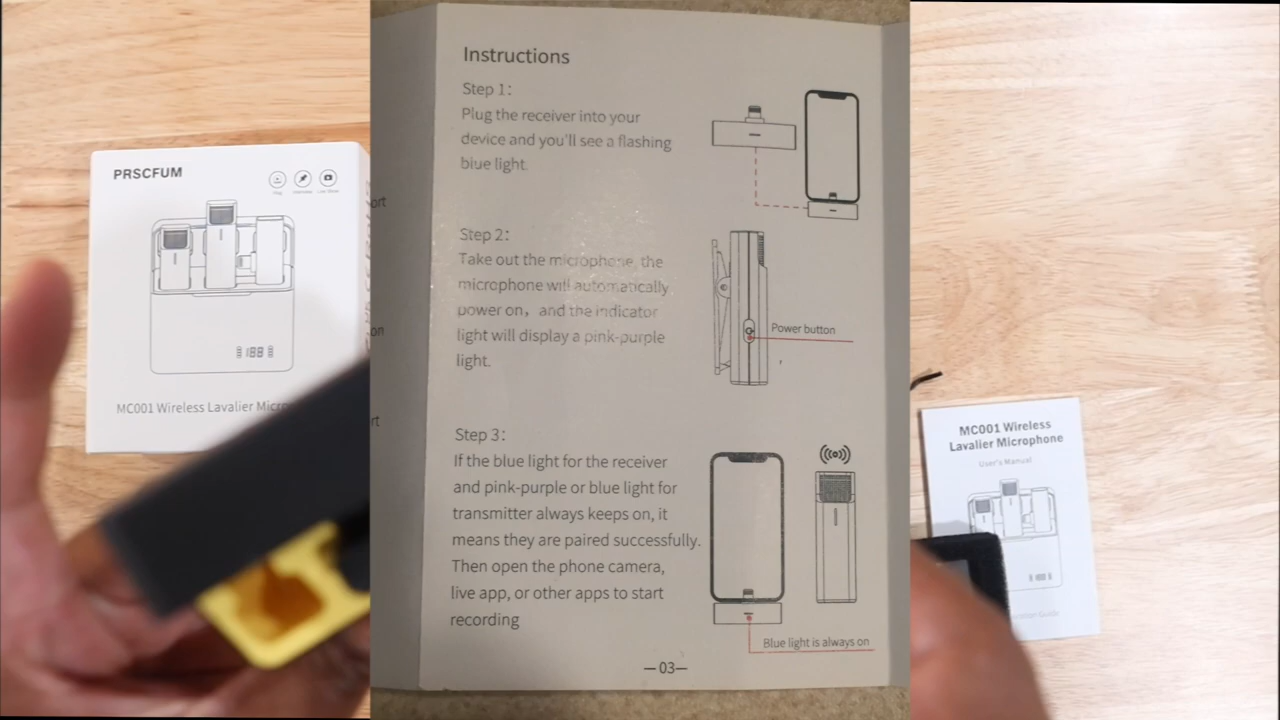 PRSCFUM
MC001 Wireless Lavalier
Instructions
Step 1:
Plug the receiver into your
device and you'll see a flashing
blue light.
Step 2:
Take out the microphone, the
microphone will automatically
power on, and the indicator
light will display a pink-purple
light.
Power button
Step 3:
If the blue light for the receiver
and pink-purple or blue light for
transmitter always keeps on, it
means they are paired successfully.
Then open the phone camera,
live app, or other apps to start
recording
Blue light is always on
—03—
MC001 Wireless
Lavalier Microphone
User's Manual